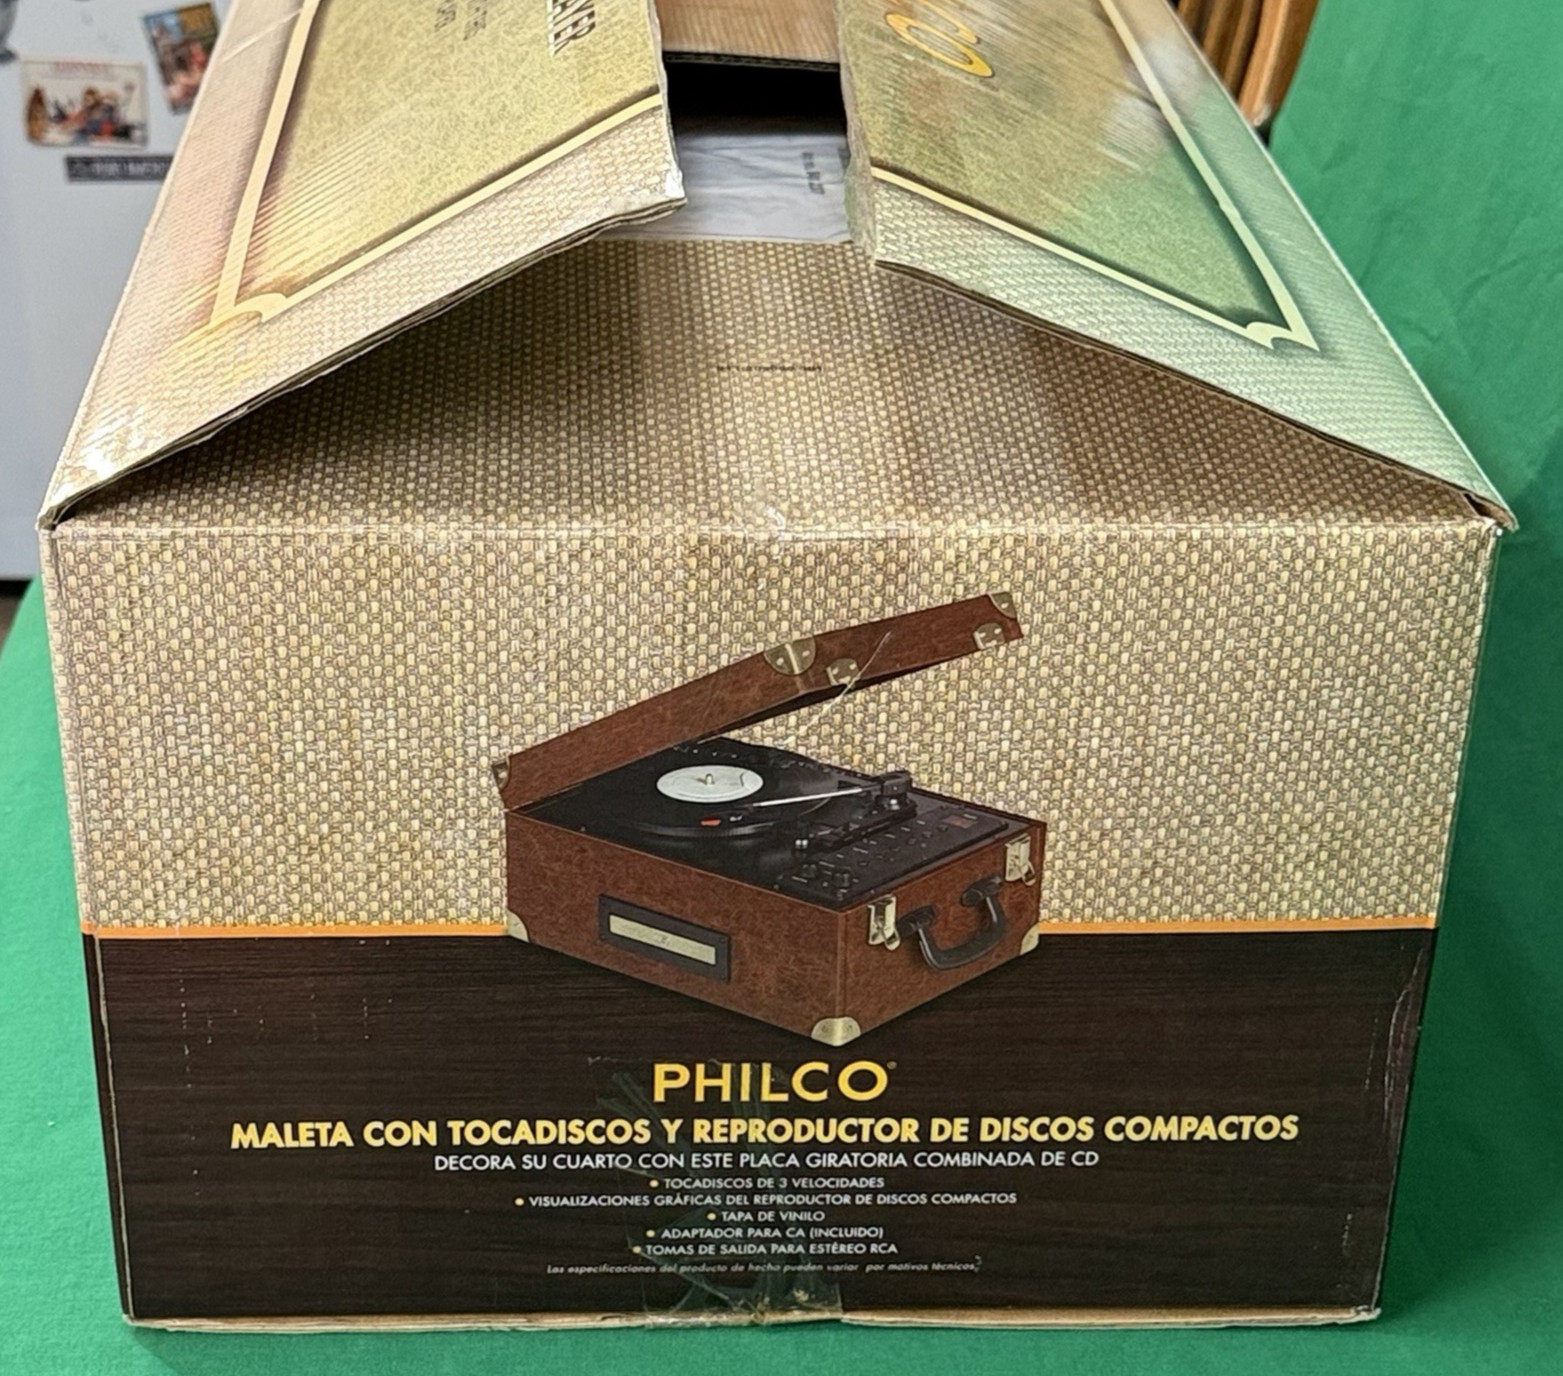 AYER
CO
PHILCO®
MALETA CON TOCADISCOS Y REPRODUCTOR DE DISCOS COMPACTOS
DECORA SU CUARTO CON ESTE PLACA GIRATORIA COMBINADA DE CD
• TOCADISCOS DE 3 VELOCIDADES
• VISUALIZACIONES GRÁFICAS DEL REPRODUCTOR DE DISCOS COMPACTOS
• TAPA DE VINILO
• ADAPTADOR PARA CA (INCLUIDO)
• TOMAS DE SALIDA PARA ESTÉREO RCA
Las especificaciones del producto de hecho pueden variar por motivos técnicos.